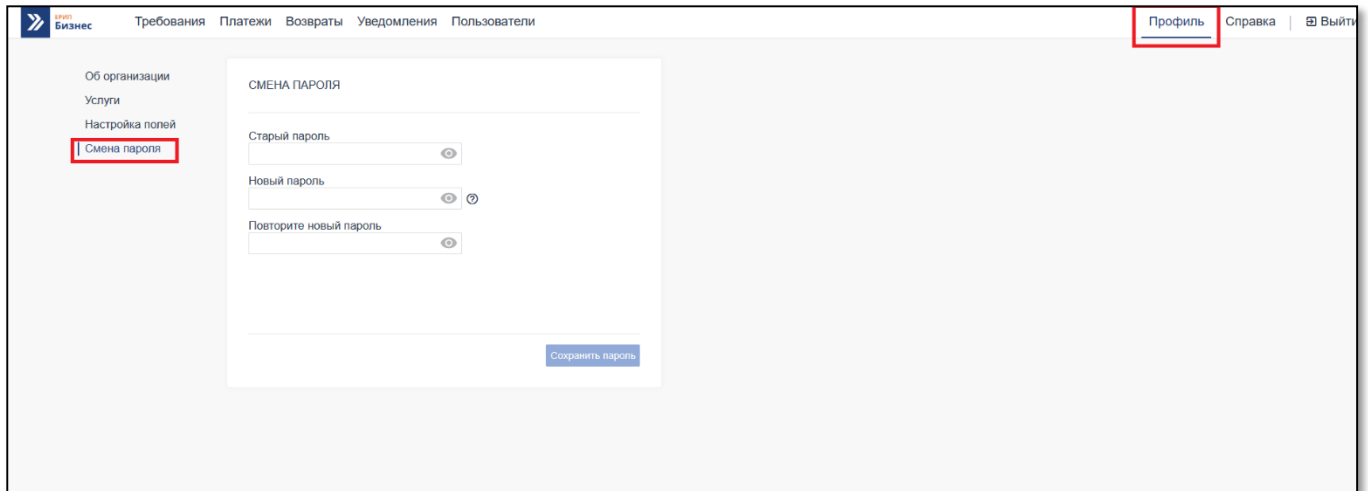 ЕРИП
Бизнес
Требования Платежи Возвраты Уведомления Пользователи
Профиль Справка | Выйти
Об организации
Услуги
Настройка полей
Смена пароля
СМЕНА ПАРОЛЯ
Старый пароль
Новый пароль
Повторите новый пароль
Сохранить пароль